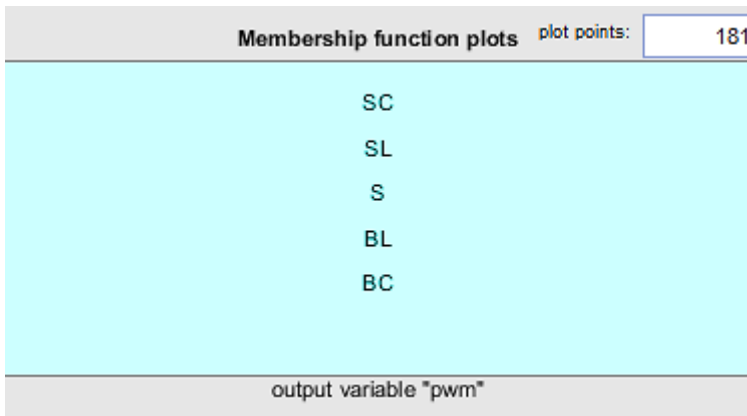 Membership function plots plot points: 181
SC
SL
S
BL
BC
output variable "pwm"